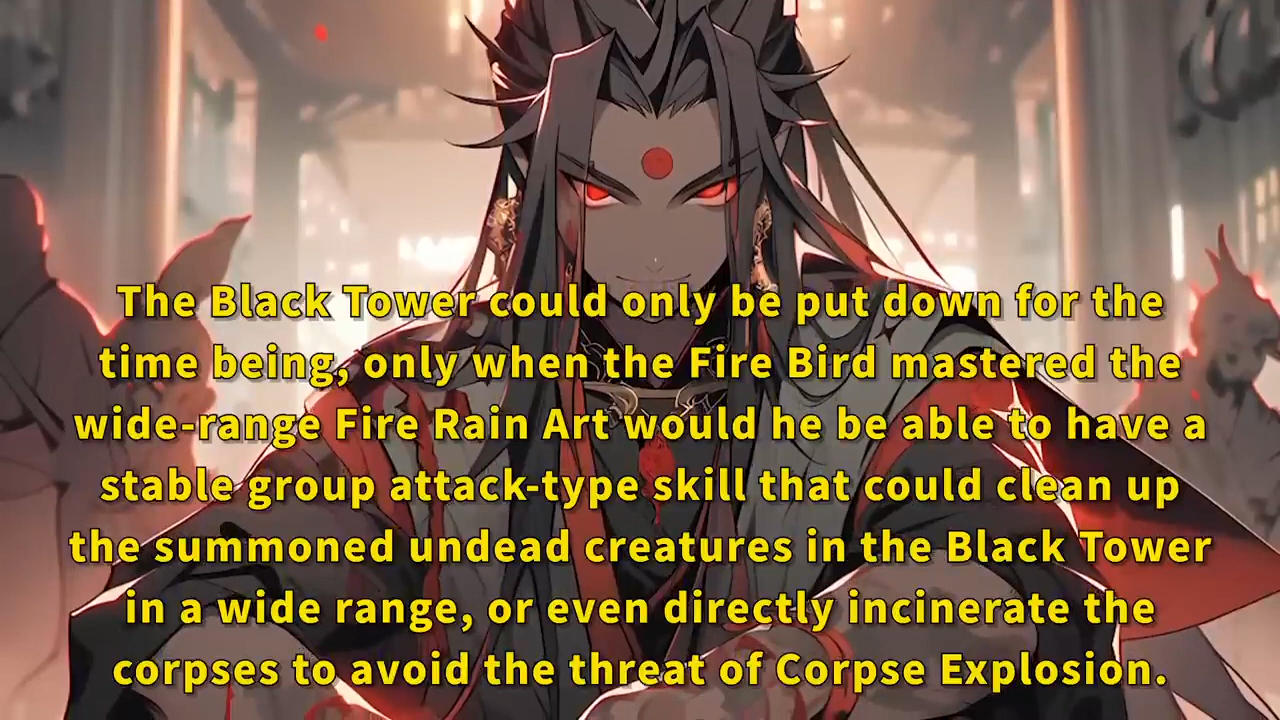 The Black Tower could only be put down for the
time being, only when the Fire Bird mastered the
wide-range Fire Rain Art would he be able to have a
stable group attack-type skill that could clean up
the summoned undead creatures in the Black Tower
in a wide range, or even directly incinerate the
corpses to avoid the threat of Corpse Explosion.